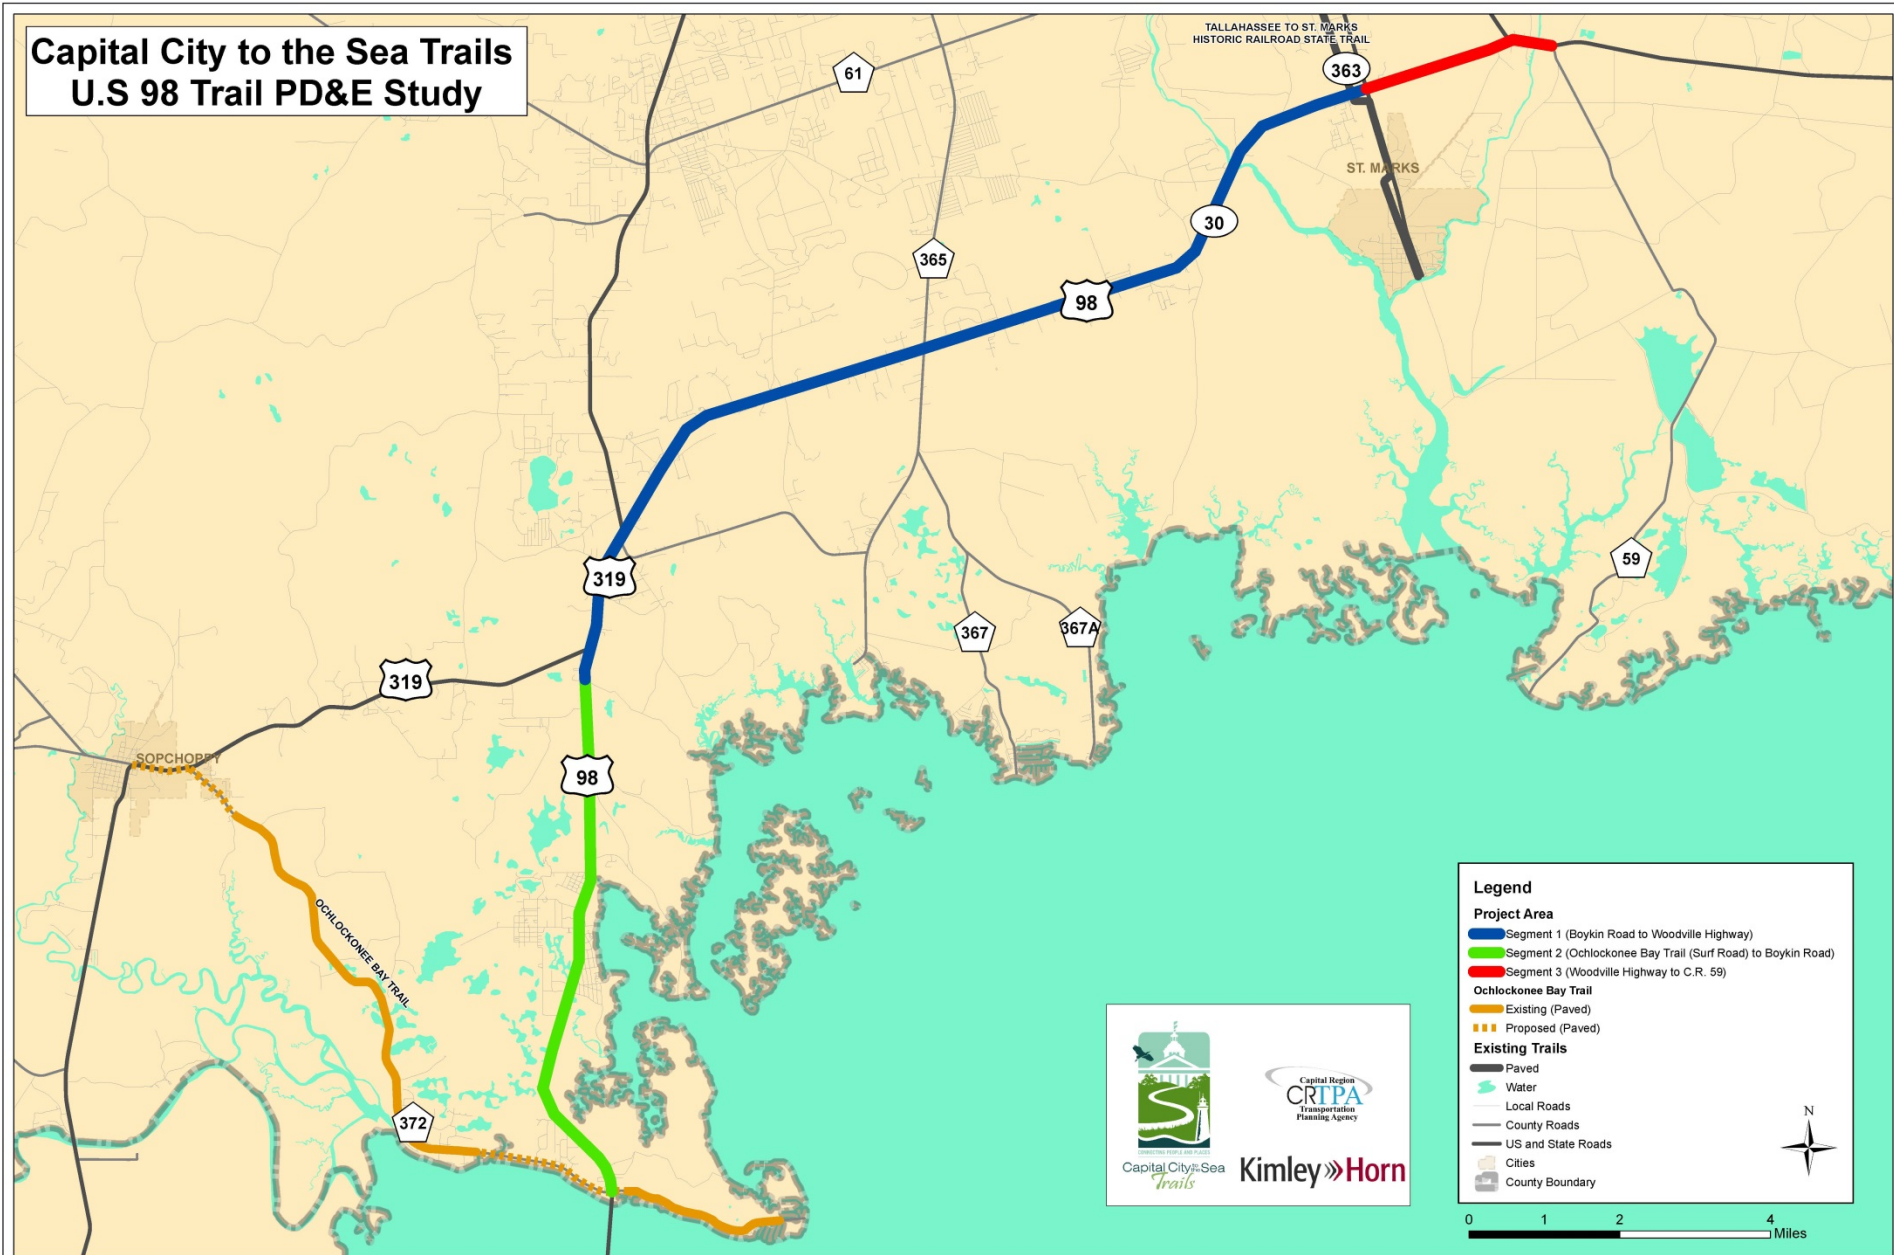 Capital City to the Sea Trails
U.S 98 Trail PD&E Study
TALLAHASSEE TO ST. MARKS
HISTORIC RAILROAD STATE TRAIL
363
61
ST. MARKS
30
365
98
319
59
367
367A
319
SOPCHOPPY
98
OCHLOCKONEE BAY TRAIL
372
Legend
Project Area
Segment 1 (Boykin Road to Woodville Highway)
Segment 2 (Ochlockonee Bay Trail (Surf Road) to Boykin Road)
Segment 3 (Woodville Highway to C.R. 59)
Ochlockonee Bay Trail
Existing (Paved)
Proposed (Paved)
Existing Trails
Paved
Water
Local Roads
County Roads
US and State Roads
Cities
County Boundary
N
0 1 2 4
Miles
CONNECTING PEOPLE AND PLACES
Capital City to the Sea
Trails
Capital Region
CRTPA
Transportation
Planning Agency
Kimley»Horn